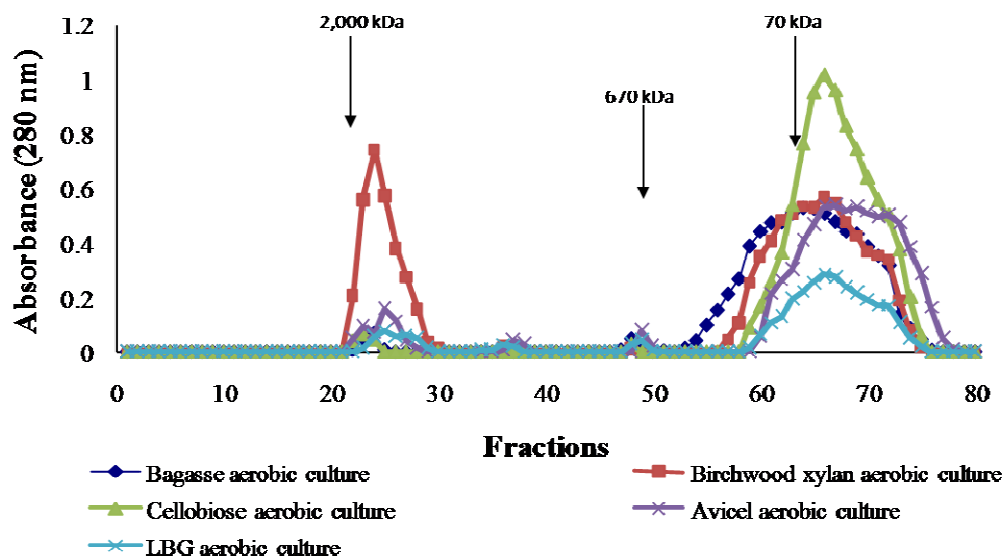 2,000 kDa
70 kDa
670 kDa
1.2
1
0.8
0.6
0.4
0.2
0
Absorbance (280 nm)
0 10 20 30 40 50 60 70 80
Fractions
Bagasse aerobic culture
Birchwood xylan aerobic culture
Cellobiose aerobic culture
Avicel aerobic culture
LBG aerobic culture